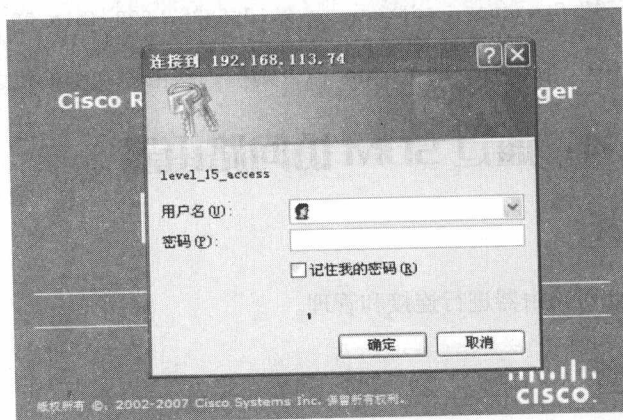 连接到 192.168.113.74
Cisco R
ger
level_15_access
用户名(U):
密码(P):
记住我的密码(R)
确定
取消
版权所有 ©, 2002-2007 Cisco Systems Inc. 保留所有权利.
CISCO.